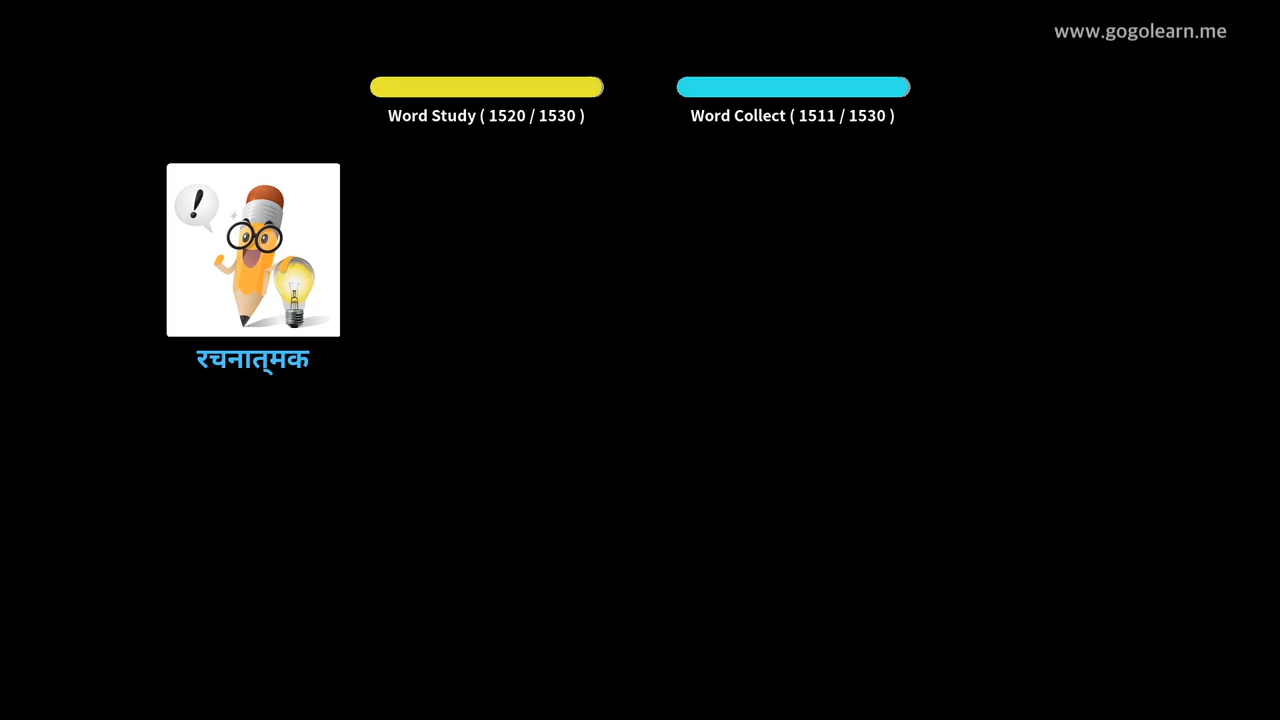 www.gogolearn.me
Word Study ( 1520 / 1530 )
Word Collect ( 1511 / 1530 )
!
रचनात्‍मक